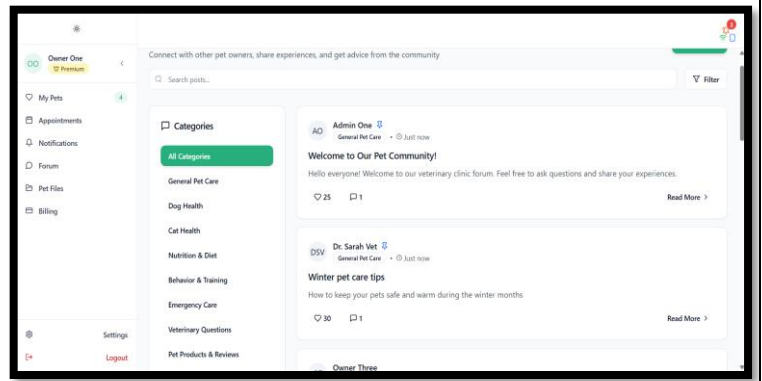 3
OO
Owner One
Premium
My Pets
4
Appointments
Notifications
Forum
Pet Files
Billing
Settings
Logout
Connect with other pet owners, share experiences, and get advice from the community
Search posts...
Filter
Categories
All Categories
General Pet Care
Dog Health
Cat Health
Nutrition & Diet
Behavior & Training
Emergency Care
Veterinary Questions
Pet Products & Reviews
AO
Admin One
General Pet Care • Just now
Welcome to Our Pet Community!
Hello everyone! Welcome to our veterinary clinic forum. Feel free to ask questions and share your experiences.
25 1 Read More >
DSV
Dr. Sarah Vet
General Pet Care • Just now
Winter pet care tips
How to keep your pets safe and warm during the winter months
30 1 Read More >
Owner Three